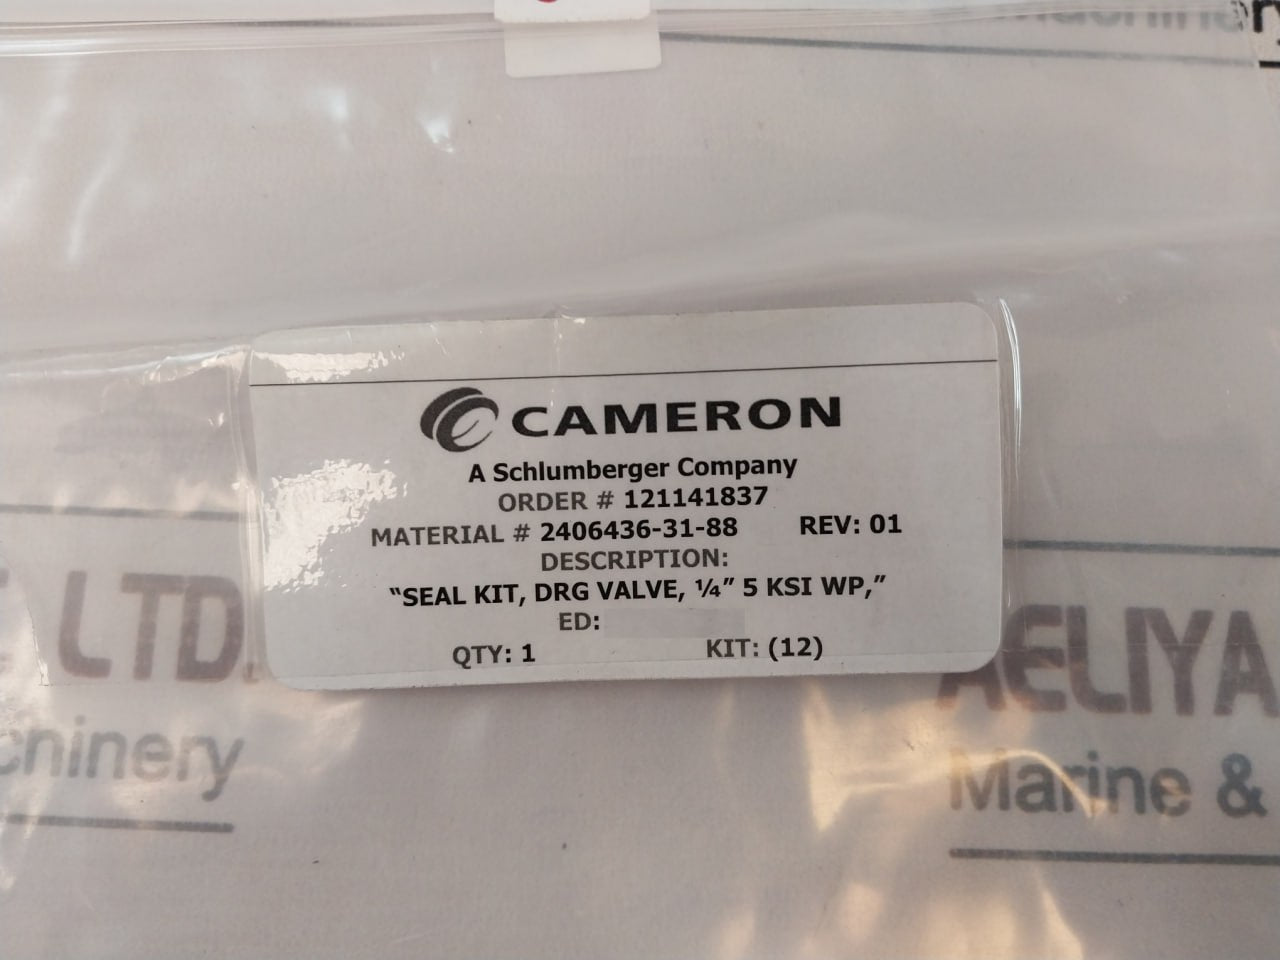 Machinery
CAMERON
A Schlumberger Company
ORDER # 121141837
MATERIAL # 2406436-31-88 REV: 01
DESCRIPTION:
"SEAL KIT, DRG VALVE, ¼" 5 KSI WP,"
ED:
QTY: 1 KIT: (12)
LTD.
chinery
AELIYA
Marine &